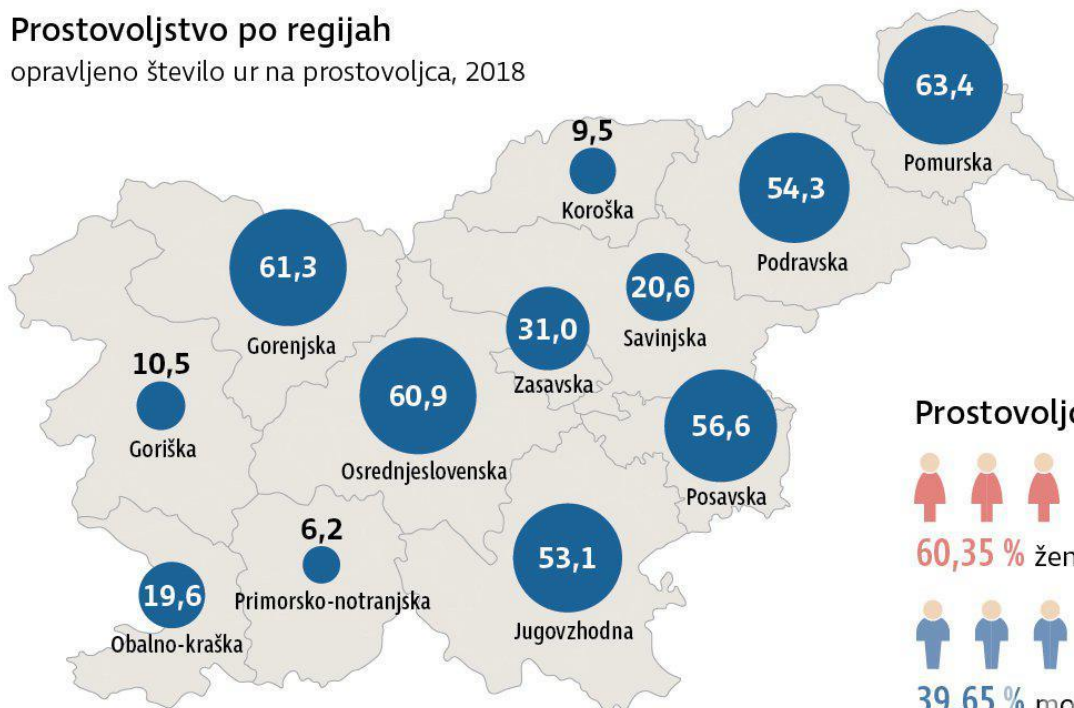 Prostovoljstvo po regijah
opravljeno število ur na prostovoljca, 2018
63,4
Pomurska
9,5
Koroška
54,3
Podravska
61,3
Gorenjska
20,6
Savinjska
31,0
Zasavska
10,5
Goriška
60,9
Osrednjeslovenska
56,6
Posavska
6,2
Primorsko-notranjska
53,1
Jugovzhodna
19,6
Obalno-kraška
60,35 %
39,65 %